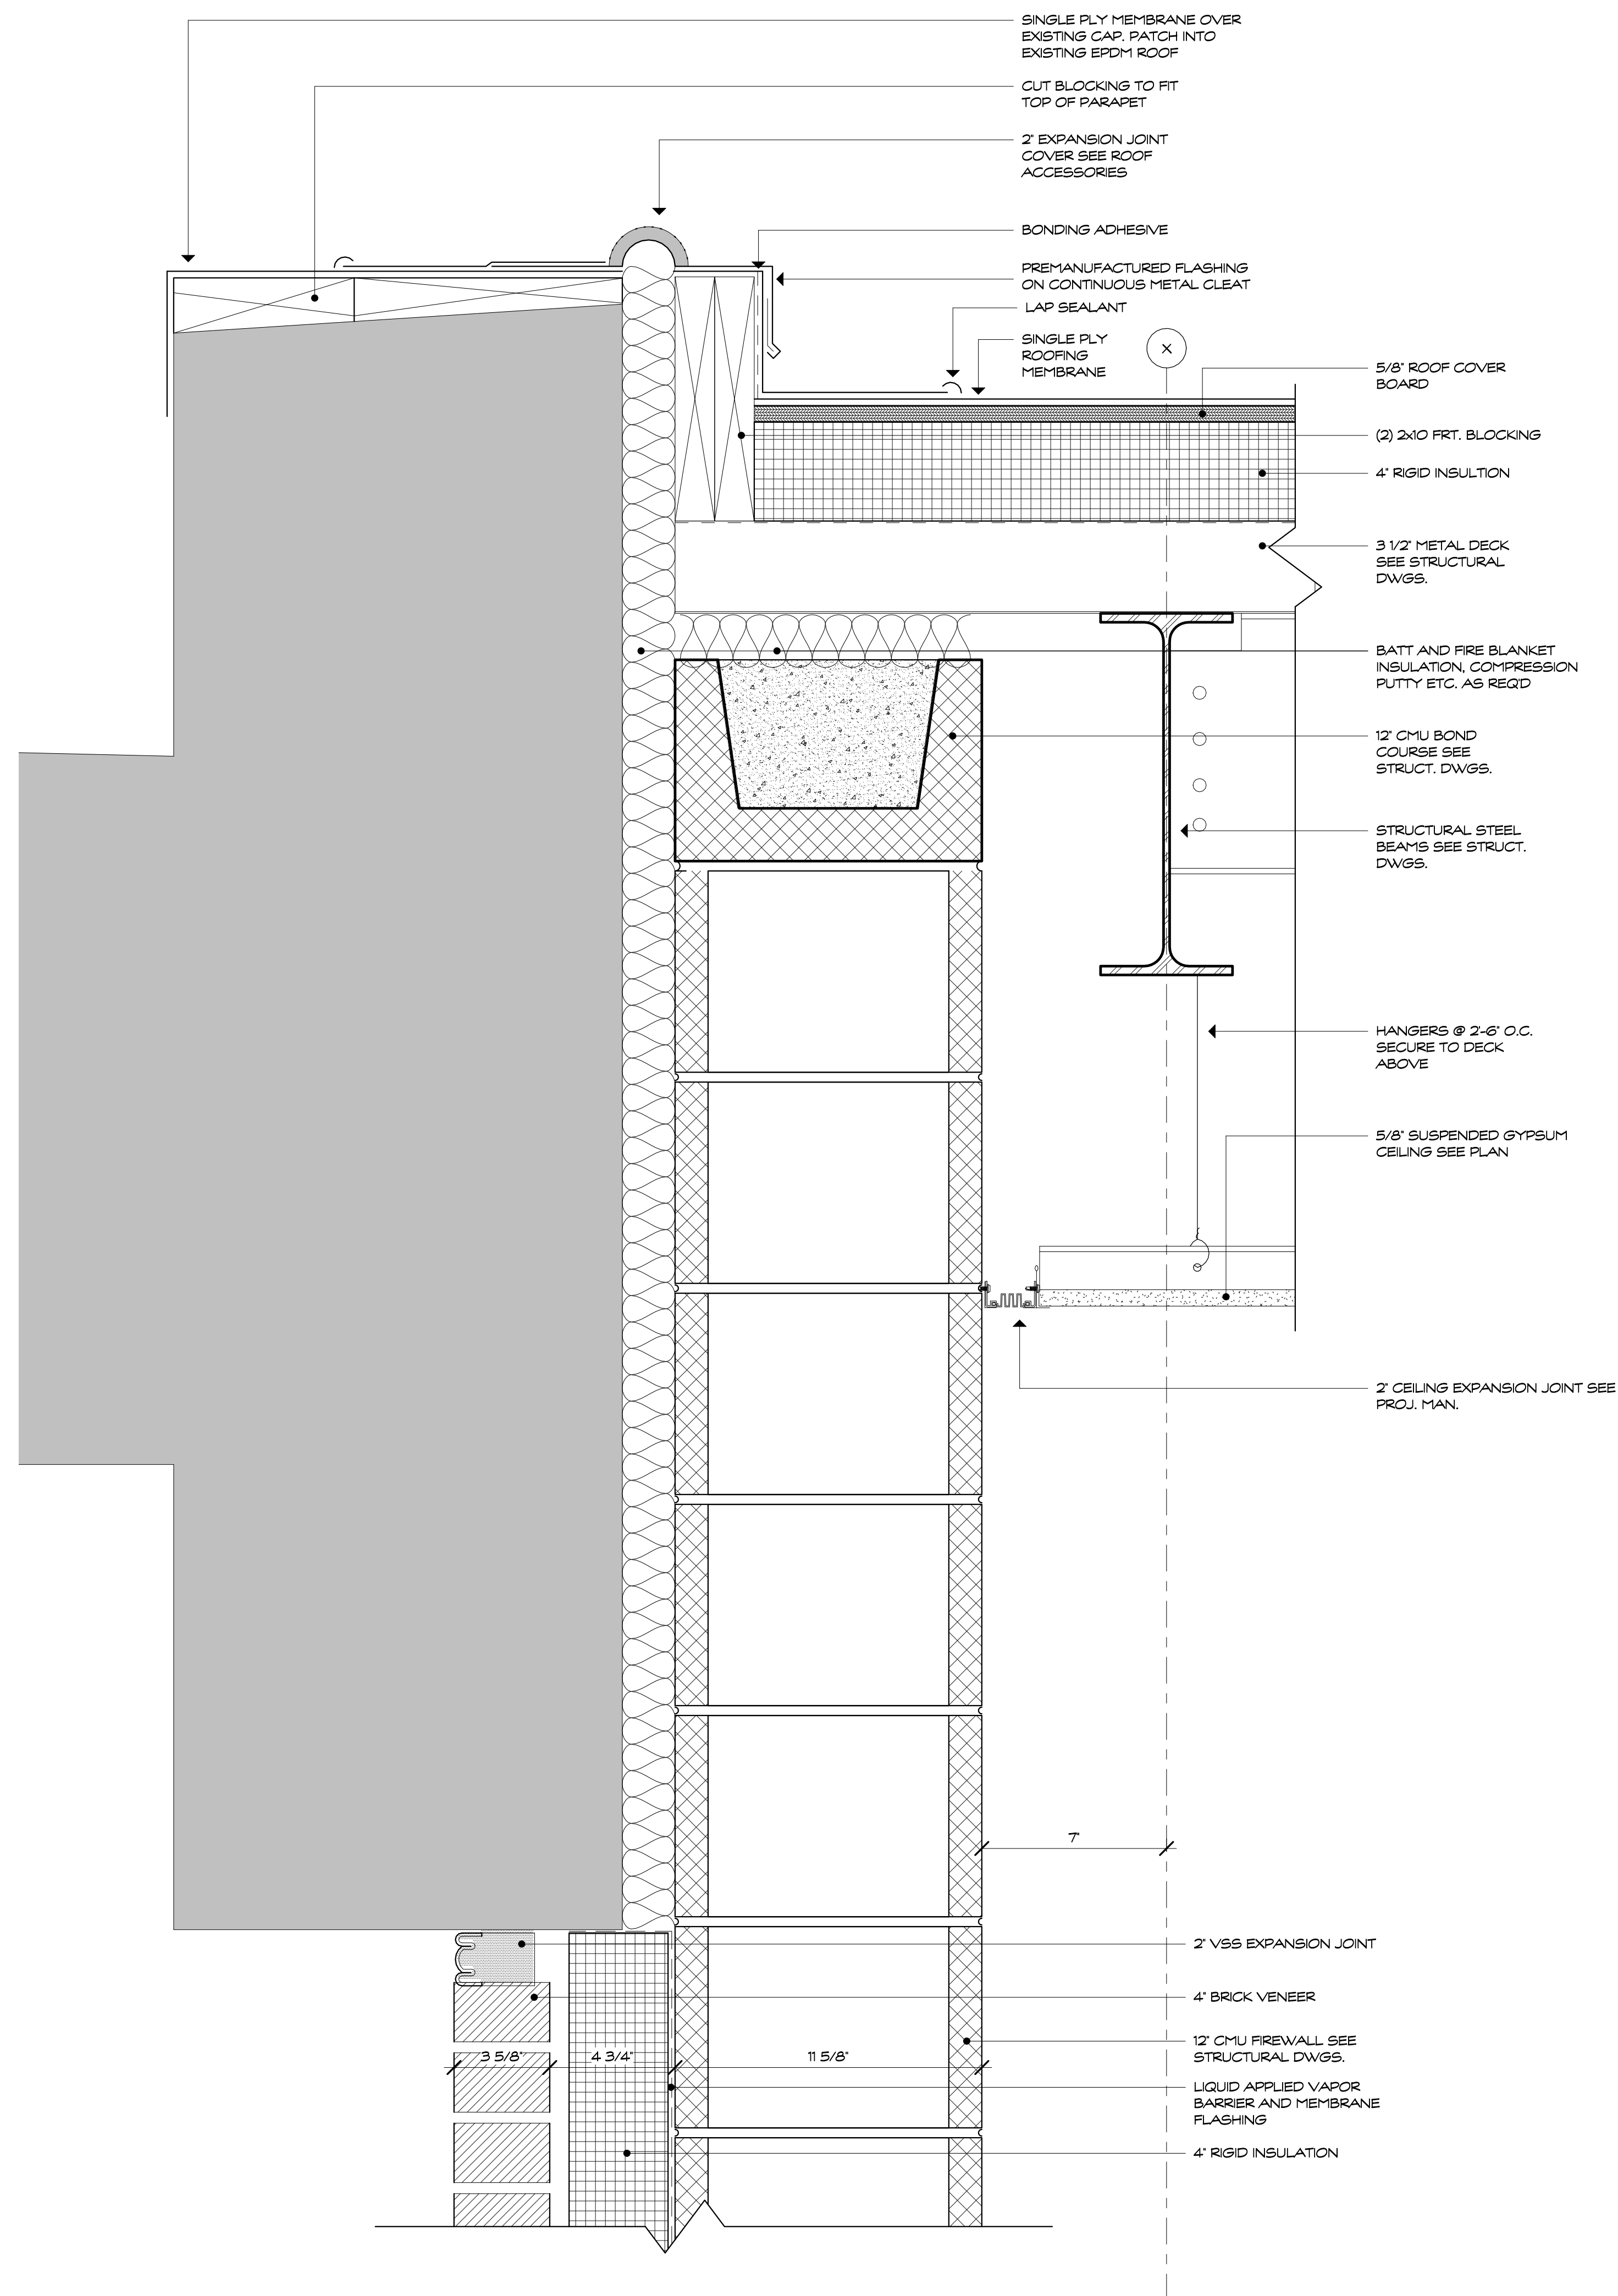 SINGLE PLY MEMBRANE OVER
EXISTING CAP. PATCH INTO
EXISTING EPDM ROOF
CUT BLOCKING TO FIT
TOP OF PARAPET
2" EXPANSION JOINT
COVER SEE ROOF
ACCESSORIES
BONDING ADHESIVE
PREMANUFACTURED FLASHING
ON CONTINUOUS METAL CLEAT
LAP SEALANT
SINGLE PLY
ROOFING
MEMBRANE
X
5/8" ROOF COVER
BOARD
(2) 2x10 FRT. BLOCKING
4" RIGID INSULTION
3 1/2" METAL DECK
SEE STRUCTURAL
DWGS.
BATT AND FIRE BLANKET
INSULATION, COMPRESSION
PUTTY ETC. AS REQ'D
12" CMU BOND
COURSE SEE
STRUCT. DWGS.
STRUCTURAL STEEL
BEAMS SEE STRUCT.
DWGS.
HANGERS @ 2'-6" O.C.
SECURE TO DECK
ABOVE
5/8" SUSPENDED GYPSUM
CEILING SEE PLAN
2" CEILING EXPANSION JOINT SEE
PROJ. MAN.
7"
2" VSS EXPANSION JOINT
4" BRICK VENEER
12" CMU FIREWALL SEE
STRUCTURAL DWGS.
3 5/8" 4 3/4" 11 5/8"
LIQUID APPLIED VAPOR
BARRIER AND MEMBRANE
FLASHING
4" RIGID INSULATION